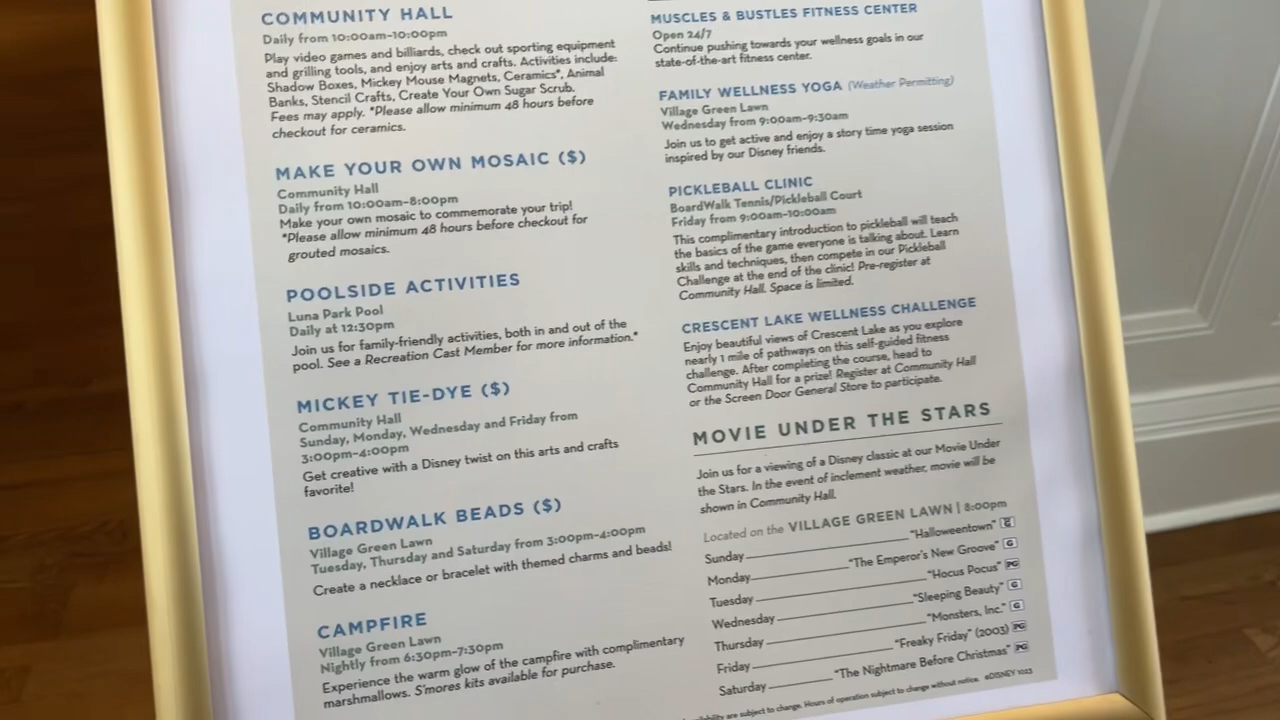 COMMUNITY HALL
Daily from 10:00am-10:00pm
Play video games and billiards, check out sporting equipment
and grilling tools, and enjoy arts and crafts. Activities include:
Shadow Boxes, Mickey Mouse Magnets, Ceramics*, Animal
Banks, Stencil Crafts, Create Your Own Sugar Scrub.
Fees may apply. *Please allow minimum 48 hours before
checkout for ceramics.
MAKE YOUR OWN MOSAIC ($)
Community Hall
Daily from 10:00am-8:00pm
Make your own mosaic to commemorate your trip!
*Please allow minimum 48 hours before checkout for
grouted mosaics.
POOLSIDE ACTIVITIES
Luna Park Pool
Daily at 12:30pm
Join us for family-friendly activities, both in and out of the
pool. See a Recreation Cast Member for more information.*
MICKEY TIE-DYE ($)
Community Hall
Sunday, Monday, Wednesday and Friday from
3:00pm-4:00pm
Get creative with a Disney twist on this arts and crafts
favorite!
BOARDWALK BEADS ($)
Village Green Lawn
Tuesday, Thursday and Saturday from 3:00pm-4:00pm
Create a necklace or bracelet with themed charms and beads!
CAMPFIRE
Village Green Lawn
Nightly from 6:30pm-7:30pm
Experience the warm glow of the campfire with complimentary
marshmallows. S'mores kits available for purchase.
MUSCLES & BUSTLES FITNESS CENTER
Open 24/7
Continue pushing towards your wellness goals in our
state-of-the-art fitness center.
FAMILY WELLNESS YOGA (Weather Permitting)
Village Green Lawn
Wednesday from 9:00am-9:30am
Join us to get active and enjoy a story time yoga session
inspired by our Disney friends.
PICKLEBALL CLINIC
BoardWalk Tennis/Pickleball Court
Friday from 9:00am-10:00am
This complimentary introduction to pickleball will teach
the basics of the game everyone is talking about. Learn
skills and techniques, then compete in our Pickleball
Challenge at the end of the clinic! Pre-register at
Community Hall. Space is limited.
CRESCENT LAKE WELLNESS CHALLENGE
Enjoy beautiful views of Crescent Lake as you explore
nearly 1 mile of pathways on this self-guided fitness
challenge. After completing the course, head to
Community Hall for a prize! Register at Community Hall
or the Screen Door General Store to participate.
MOVIE UNDER THE STARS
Join us for a viewing of a Disney classic at our Movie Under
the Stars. In the event of inclement weather, movie will be
shown in Community Hall.
Located on the VILLAGE GREEN LAWN | 8:00pm
Sunday "Halloweentown" G
Monday "The Emperor's New Groove" G
Tuesday "Hocus Pocus" PG
Wednesday "Sleeping Beauty" G
Thursday "Monsters, Inc." G
Friday "Freaky Friday" (2003) PG
Saturday "The Nightmare Before Christmas" PG
are subject to change. Hours of operation subject to change without notice. ©DISNEY 1023